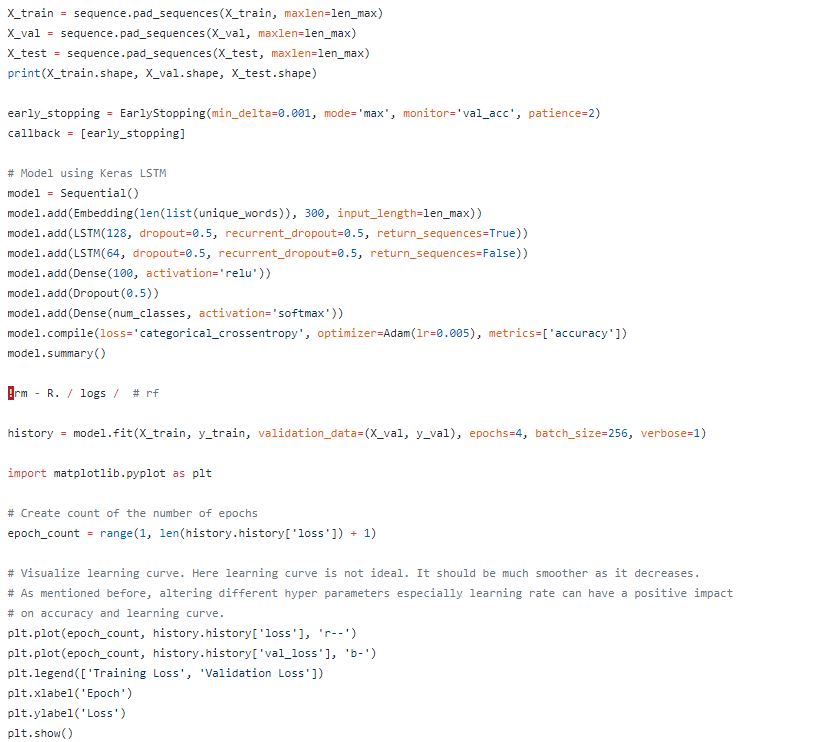 X_train = sequence.pad_sequences(X_train, maxlen=len_max)
X_val = sequence.pad_sequences(X_val, maxlen=len_max)
X_test = sequence.pad_sequences(X_test, maxlen=len_max)
print(X_train.shape, X_val.shape, X_test.shape)
early_stopping = EarlyStopping(min_delta=0.001, mode='max', monitor='val_acc', patience=2)
callback = [early_stopping]
# Model using Keras LSTM
model = Sequential()
model.add(Embedding(len(list(unique_words)), 300, input_length=len_max))
model.add(LSTM(128, dropout=0.5, recurrent_dropout=0.5, return_sequences=True))
model.add(LSTM(64, dropout=0.5, recurrent_dropout=0.5, return_sequences=False))
model.add(Dense(100, activation='relu'))
model.add(Dropout(0.5))
model.add(Dense(num_classes, activation='softmax'))
model.compile(loss='categorical_crossentropy', optimizer=Adam(lr=0.005), metrics=['accuracy'])
model.summary()
!rm - R. / logs /  # rf
history = model.fit(X_train, y_train, validation_data=(X_val, y_val), epochs=4, batch_size=256, verbose=1)
import matplotlib.pyplot as plt
# Create count of the number of epochs
epoch_count = range(1, len(history.history['loss']) + 1)
# Visualize learning curve. Here learning curve is not ideal. It should be much smoother as it decreases.
# As mentioned before, altering different hyper parameters especially learning rate can have a positive impact
# on accuracy and learning curve.
plt.plot(epoch_count, history.history['loss'], 'r--')
plt.plot(epoch_count, history.history['val_loss'], 'b-')
plt.legend(['Training Loss', 'Validation Loss'])
plt.xlabel('Epoch')
plt.ylabel('Loss')
plt.show()